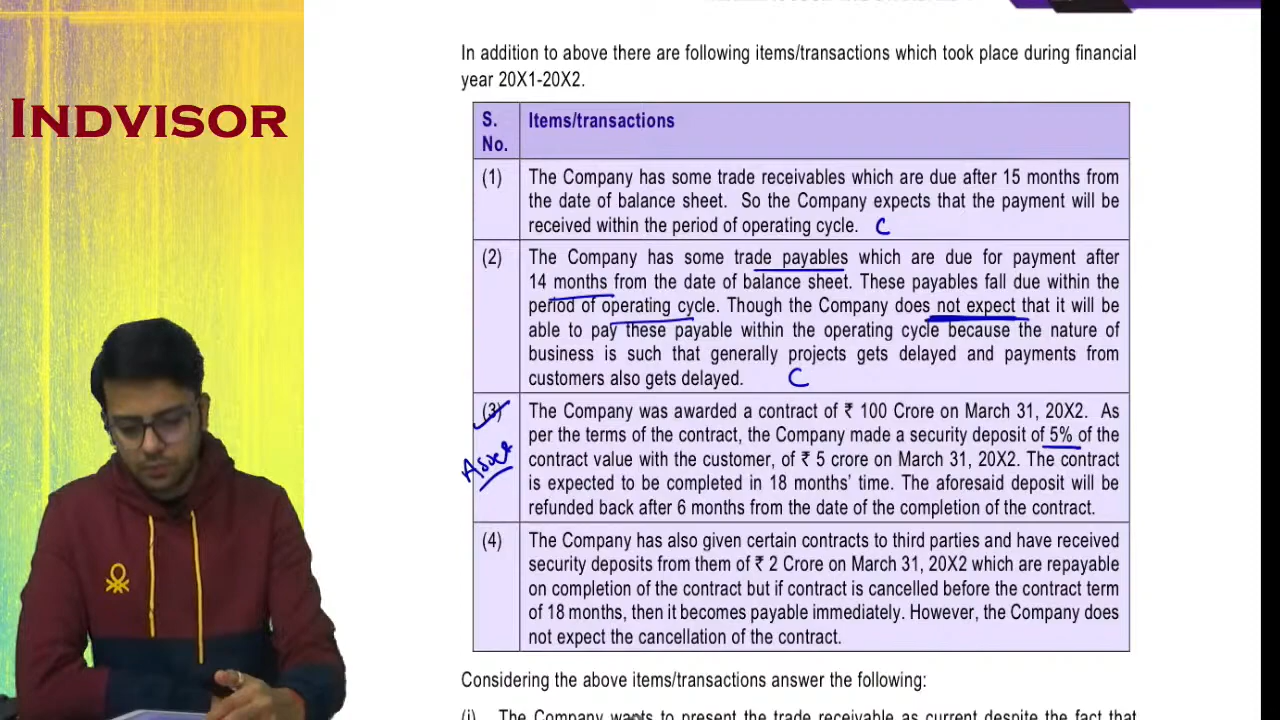 INDVISOR
In addition to above there are following items/transactions which took place during financial
year 20X1-20X2.
S. No.
Items/transactions
(1)
The Company has some trade receivables which are due after 15 months from
the date of balance sheet. So the Company expects that the payment will be
received within the period of operating cycle. C
(2)
The Company has some trade payables which are due for payment after
14 months from the date of balance sheet. These payables fall due within the
period of operating cycle. Though the Company does not expect that it will be
able to pay these payable within the operating cycle because the nature of
business is such that generally projects gets delayed and payments from
customers also gets delayed. C
(3)
Asset
The Company was awarded a contract of ₹ 100 Crore on March 31, 20X2. As
per the terms of the contract, the Company made a security deposit of 5% of the
contract value with the customer, of ₹ 5 crore on March 31, 20X2. The contract
is expected to be completed in 18 months' time. The aforesaid deposit will be
refunded back after 6 months from the date of the completion of the contract.
(4)
The Company has also given certain contracts to third parties and have received
security deposits from them of ₹ 2 Crore on March 31, 20X2 which are repayable
on completion of the contract but if contract is cancelled before the contract term
of 18 months, then it becomes payable immediately. However, the Company does
not expect the cancellation of the contract.
Considering the above items/transactions answer the following:
(i) The Company wants to present the trade receivable as current despite the fact that